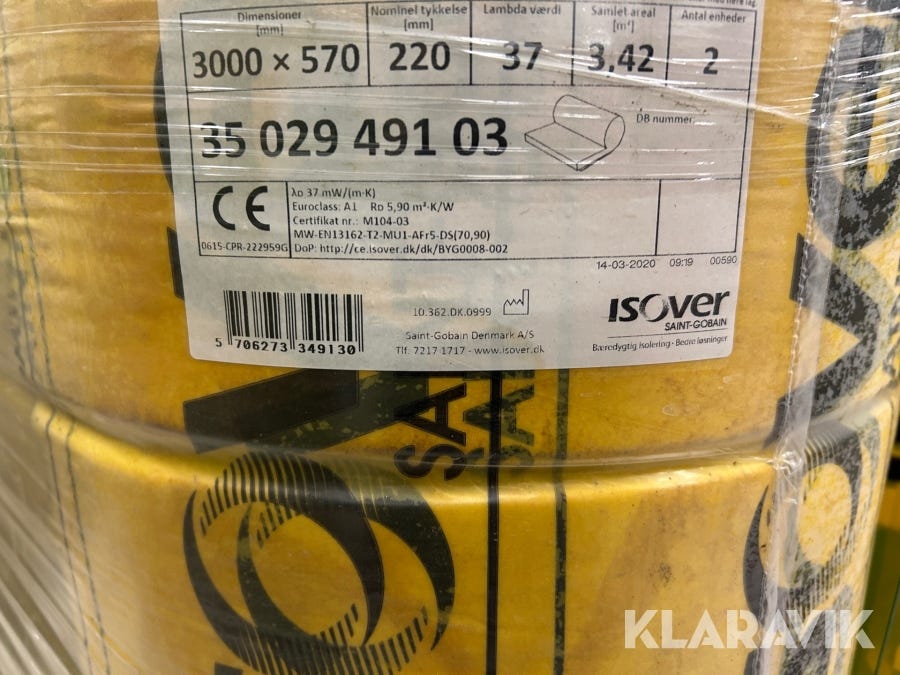 Dimensioner [mm] Nominel tykkelse [mm] Lambda værdi Samlet areal [m²] Antal enheder
3000 × 570 220 37 3,42 2
35 029 491 03 DB nummer
CE
λD 37 mW/(m·K)
Euroclass: A1 RD 5,90 m²·K/W
Certifikat nr.: M104-03
MW-EN13162-T2-MU1-AFr5-DS(70,90)
0615-CPR-222959G DoP: http://ce.isover.dk/dk/BYG0008-002
14-03-2020 09:19 00590
10.362.DK.0999
Saint-Gobain Denmark A/S
Tlf: 7217 1717 - www.isover.dk
5 706273 349130
isover
SAINT-GOBAIN
Bæredygtig isolering - Bedre løsninger
KLARAVIK